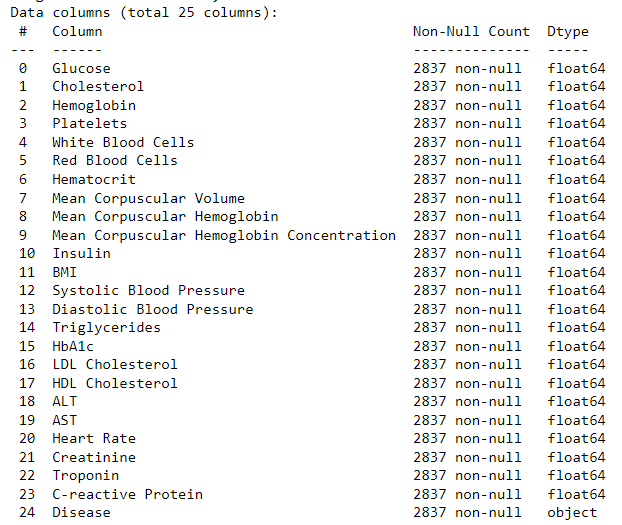 Data columns (total 25 columns):
 #   Column                                     Non-Null Count  Dtype
---  ------                                     --------------  -----
 0   Glucose                                    2837 non-null   float64
 1   Cholesterol                                2837 non-null   float64
 2   Hemoglobin                                 2837 non-null   float64
 3   Platelets                                  2837 non-null   float64
 4   White Blood Cells                          2837 non-null   float64
 5   Red Blood Cells                            2837 non-null   float64
 6   Hematocrit                                 2837 non-null   float64
 7   Mean Corpuscular Volume                    2837 non-null   float64
 8   Mean Corpuscular Hemoglobin                2837 non-null   float64
 9   Mean Corpuscular Hemoglobin Concentration  2837 non-null   float64
 10  Insulin                                    2837 non-null   float64
 11  BMI                                        2837 non-null   float64
 12  Systolic Blood Pressure                    2837 non-null   float64
 13  Diastolic Blood Pressure                   2837 non-null   float64
 14  Triglycerides                              2837 non-null   float64
 15  HbA1c                                      2837 non-null   float64
 16  LDL Cholesterol                            2837 non-null   float64
 17  HDL Cholesterol                            2837 non-null   float64
 18  ALT                                        2837 non-null   float64
 19  AST                                        2837 non-null   float64
 20  Heart Rate                                 2837 non-null   float64
 21  Creatinine                                 2837 non-null   float64
 22  Troponin                                   2837 non-null   float64
 23  C-reactive Protein                         2837 non-null   float64
 24  Disease                                    2837 non-null   object